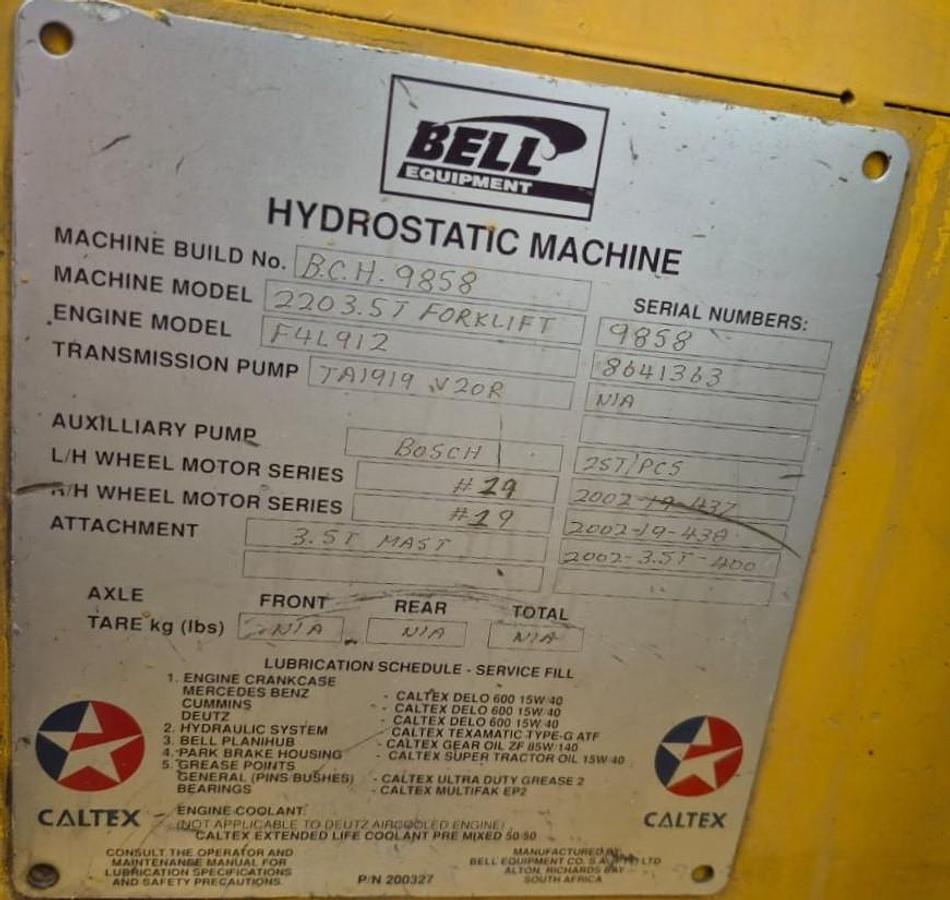 BELL
EQUIPMENT
HYDROSTATIC MACHINE
MACHINE BUILD No. B.C.H. 9858
SERIAL NUMBERS:
MACHINE MODEL 220 3.5T FORKLIFT 9858
ENGINE MODEL F4L912 8641363
TRANSMISSION PUMP TA1919 V20R N/A
AUXILLIARY PUMP BOSCH 2ST/PCS
L/H WHEEL MOTOR SERIES #19 2002-19-437
R/H WHEEL MOTOR SERIES #19 2002-19-438
ATTACHMENT 3.5T MAST 2002-3.5T-400
AXLE FRONT REAR TOTAL
TARE kg (lbs) N/A N/A N/A
LUBRICATION SCHEDULE - SERVICE FILL
1. ENGINE CRANKCASE
MERCEDES BENZ - CALTEX DELO 600 15W 40
CUMMINS - CALTEX DELO 600 15W 40
DEUTZ - CALTEX DELO 600 15W 40
2. HYDRAULIC SYSTEM - CALTEX TEXAMATIC TYPE-G ATF
3. BELL PLANIHUB - CALTEX GEAR OIL ZF 85W 140
4. PARK BRAKE HOUSING - CALTEX SUPER TRACTOR OIL 15W 40
5. GREASE POINTS
GENERAL (PINS BUSHES) - CALTEX ULTRA DUTY GREASE 2
BEARINGS - CALTEX MULTIFAK EP2
ENGINE COOLANT
(NOT APPLICABLE TO DEUTZ AIRCOOLED ENGINE)
CALTEX EXTENDED LIFE COOLANT PRE MIXED 50 50
CALTEX
CALTEX
CONSULT THE OPERATOR AND
MAINTENANCE MANUAL FOR
LUBRICATION SPECIFICATIONS
AND SAFETY PRECAUTIONS.
P/N 200327
MANUFACTURED BY
BELL EQUIPMENT CO. S.A. LTD
ALTON, RICHARDS BAY
SOUTH AFRICA